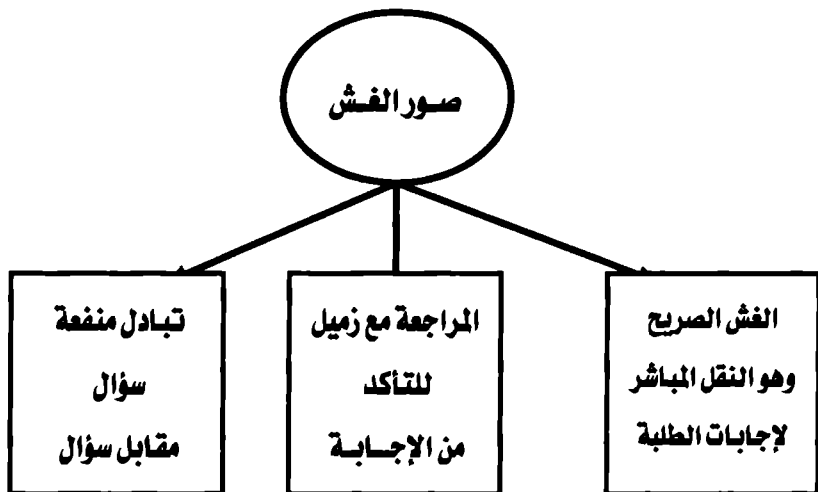 صور الغش
الغش الصريح
وهو النقل المباشر
لإجابات الطلبة
المراجعة مع زميل
للتأكد
من الإجابة
تبادل منفعة
سؤال
مقابل سؤال